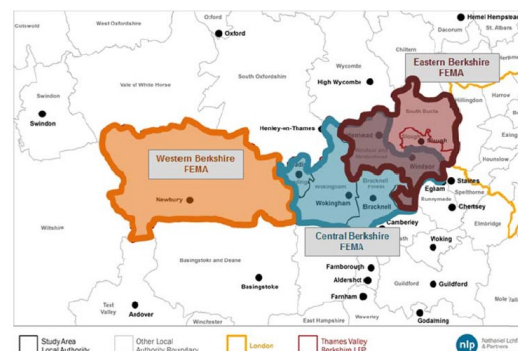 Hemel Hempstead
Cotswold
West Oxfordshire
Oxford
Dacorum
St. Albans
Oxford
Chiltern
Eastern Berkshire
FEMA
Wycombe
Vale of White Horse
South Oxfordshire
High Wycombe
South Bucks
Hillingdon
Harrow
Swindon
Swindon
Henley-on-Thames
Slough
Western Berkshire
FEMA
Windsor
Hounslow
Wokingham
Bracknell
Forest
Egham
Staines
Spelthorne
Newbury
Wokingham
Bracknell
Runnymede
Chertsey
Elmbridge
Wiltshire
Central Berkshire
FEMA
Camberley
Woking
Basingstoke and Deane
Farnborough
Basingstoke
Aldershot
Guildford
Guildford
Test
Valley
Andover
Farnham
Waverley
Mole
Winchester
East Hampshire
Godalming
Study Area
Local Authority
Other Local
Authority Boundary
London
Thames Valley
Berkshire LEP
nlp
& Partners